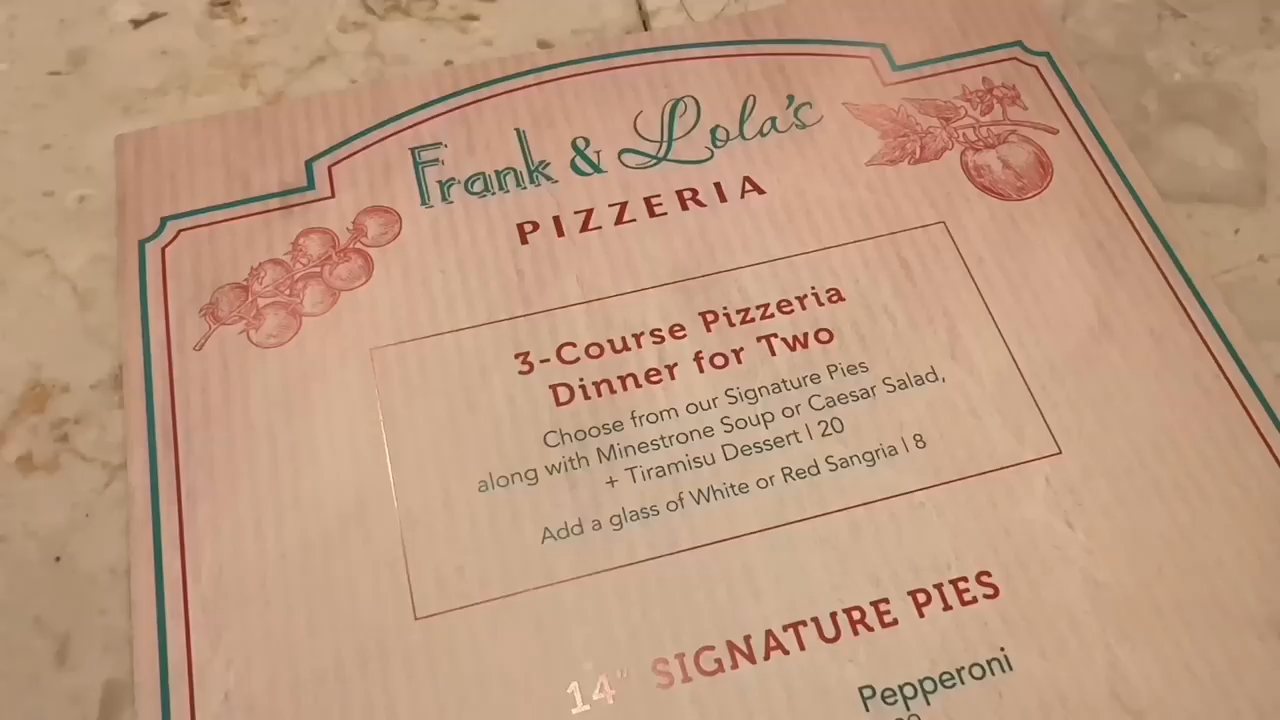 Frank & Lola's
PIZZERIA
3-Course Pizzeria
Dinner for Two
Choose from our Signature Pies
along with Minestrone Soup or Caesar Salad,
+ Tiramisu Dessert | 20
Add a glass of White or Red Sangria | 8
14" SIGNATURE PIES
Pepperoni